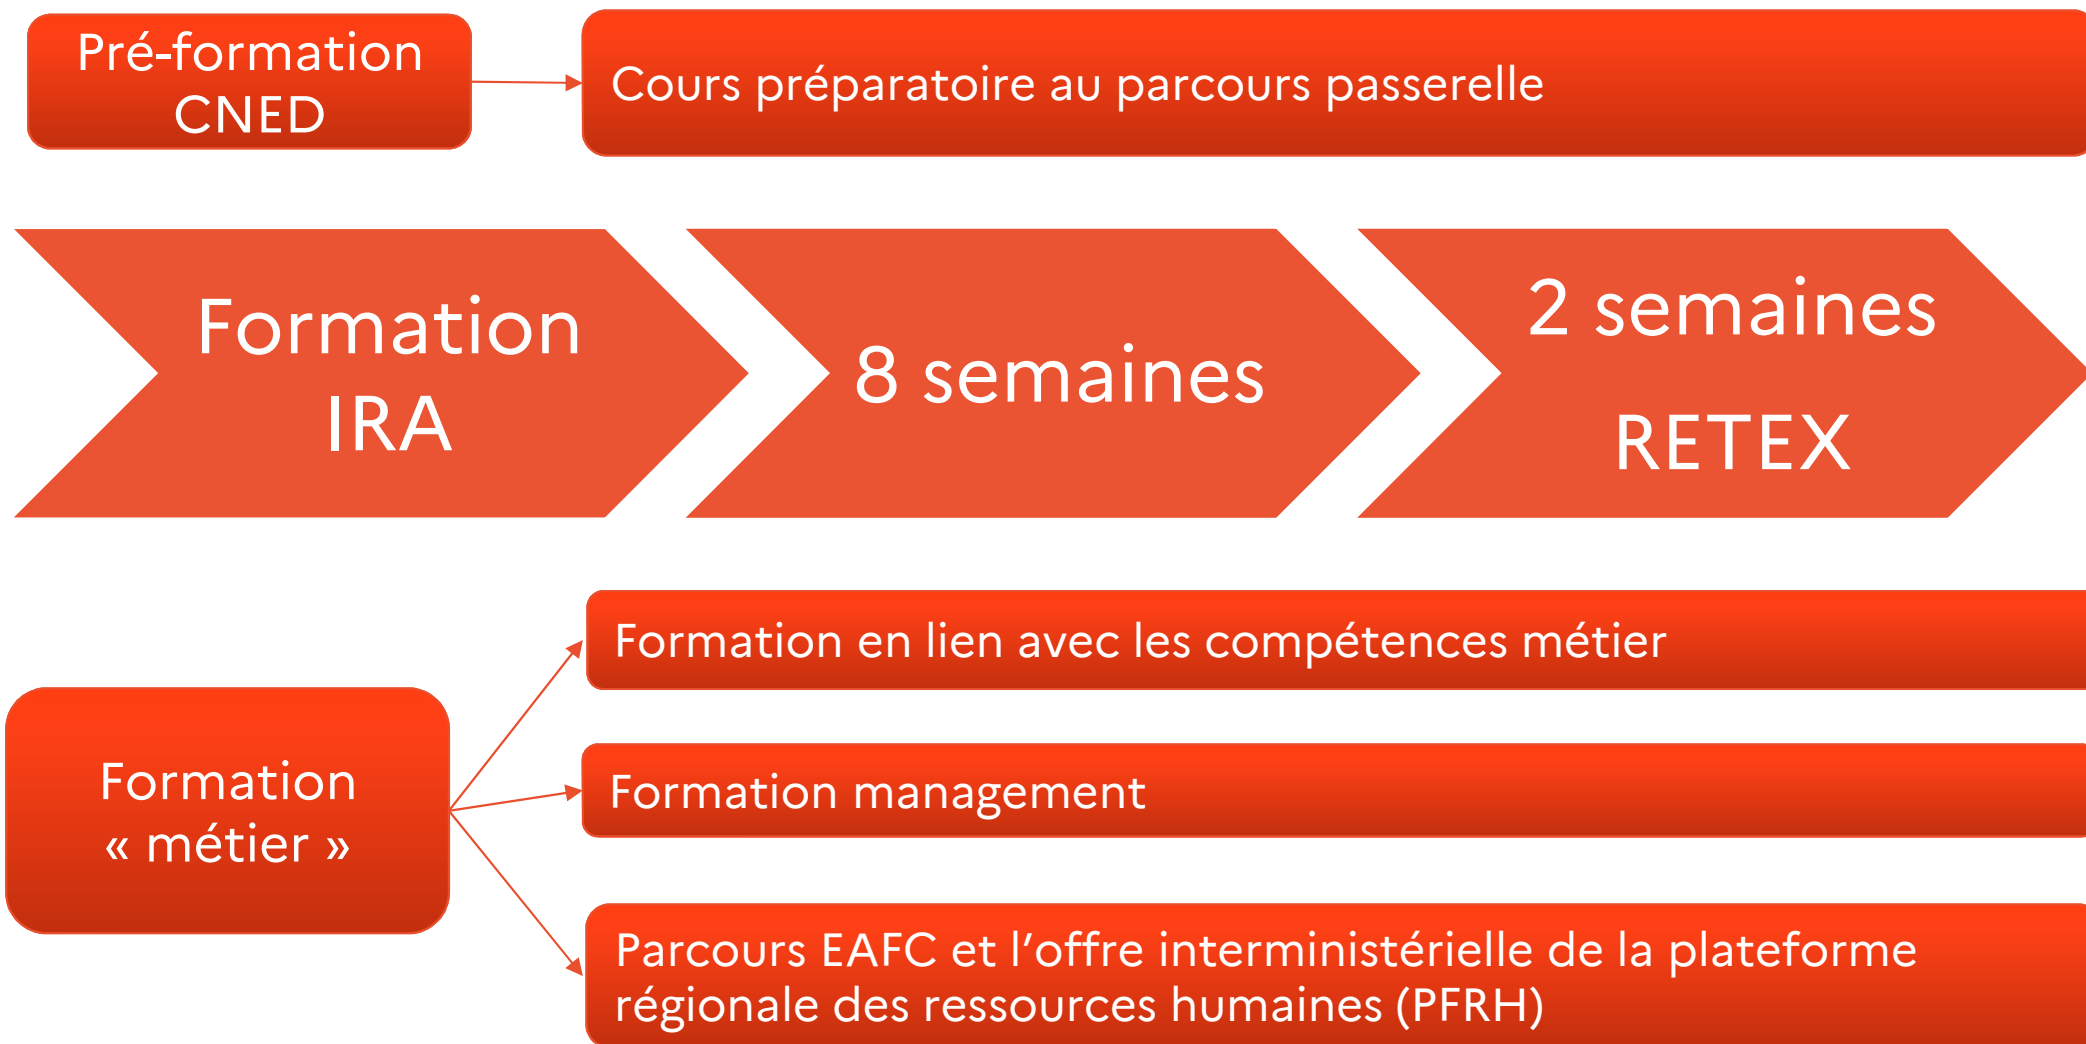 Pré-formation
CNED
Cours préparatoire au parcours passerelle
Formation
IRA
8 semaines
2 semaines
RETEX
Formation
« métier »
Formation en lien avec les compétences métier
Formation management
Parcours EAFC et l’offre interministérielle de la plateforme
régionale des ressources humaines (PFRH)